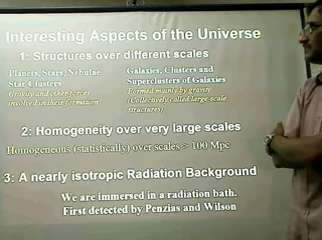 Interesting Aspects of the Universe
1: Structures over different scales
Planets, Stars, Nebulae
Star Clusters
Gravity and other forces
involved in their formation
Galaxies, Clusters and
Superclusters of Galaxies
Formed mainly by gravity
(Collectively called large-scale
structures).
2: Homogeneity over very large scales
Homogeneous (statistically) over scales > 100 Mpc
3: A nearly isotropic Radiation Background
We are immersed in a radiation bath.
First detected by Penzias and Wilson